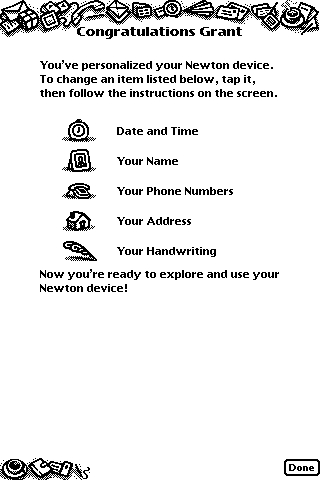 Congratulations Grant
You've personalized your Newton device.
To change an item listed below, tap it,
then follow the instructions on the screen.
Date and Time
Your Name
Your Phone Numbers
Your Address
Your Handwriting
Now you're ready to explore and use your
Newton device!
Done